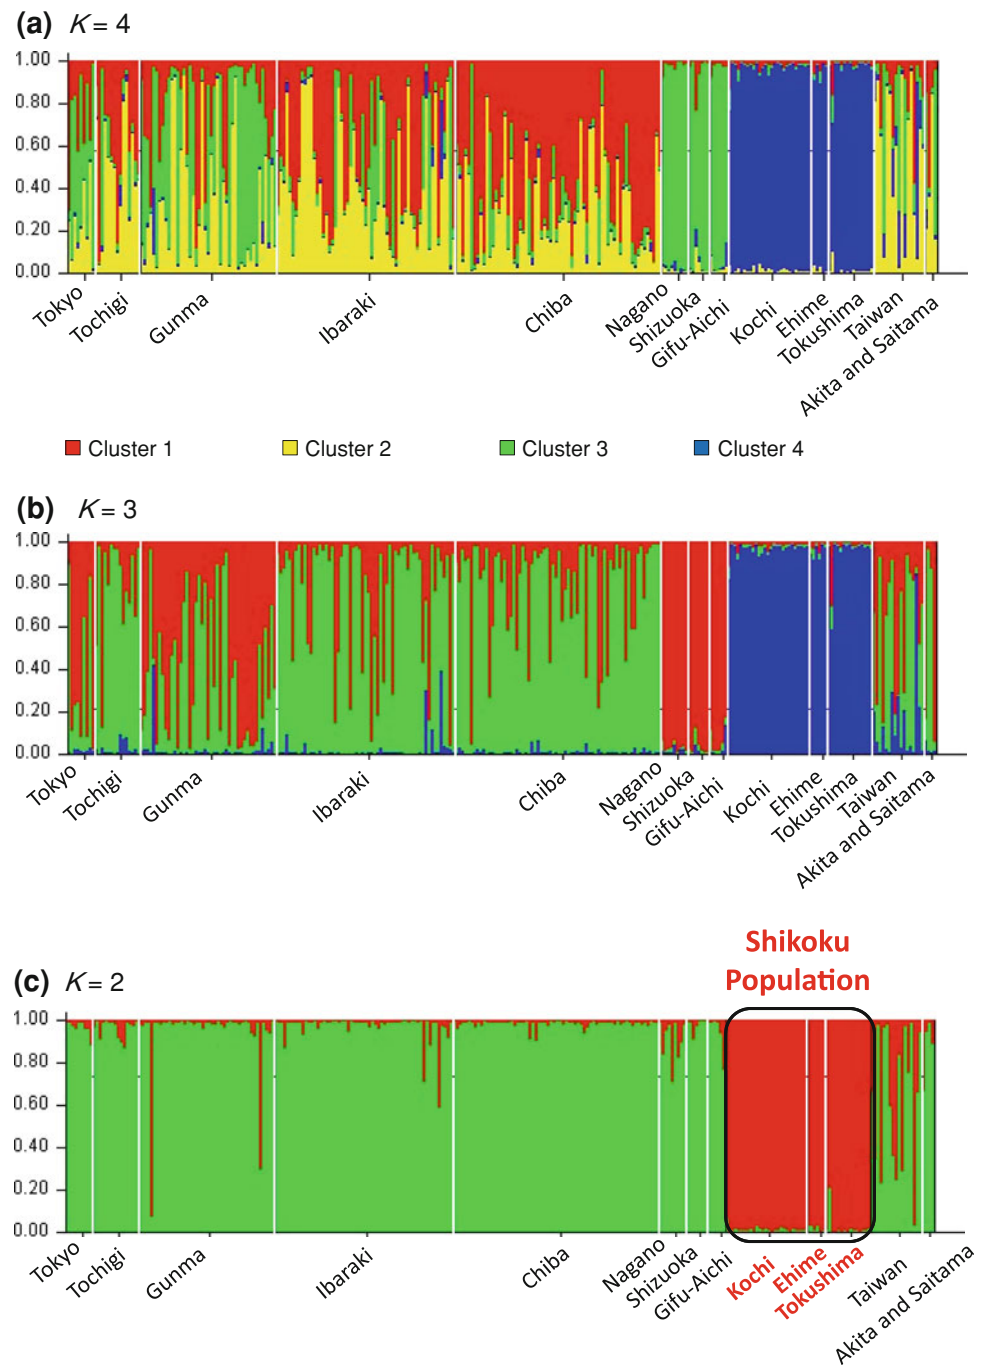 (a) K = 4
1.00
0.80
0.60
0.40
0.20
0.00
Tokyo
Tochigi
Gunma
Ibaraki
Chiba
Nagano
Shizuoka
Gifu-Aichi
Kochi
Ehime
Tokushima
Taiwan
Akita and Saitama
Cluster 1 Cluster 2 Cluster 3 Cluster 4
(b) K = 3
1.00
0.80
0.60
0.40
0.20
0.00
Tokyo
Tochigi
Gunma
Ibaraki
Chiba
Nagano
Shizuoka
Gifu-Aichi
Kochi
Ehime
Tokushima
Taiwan
Akita and Saitama
Shikoku
Population
(c) K = 2
1.00
0.80
0.60
0.40
0.20
0.00
Tokyo
Tochigi
Gunma
Ibaraki
Chiba
Nagano
Shizuoka
Gifu-Aichi
Kochi
Ehime
Tokushima
Taiwan
Akita and Saitama